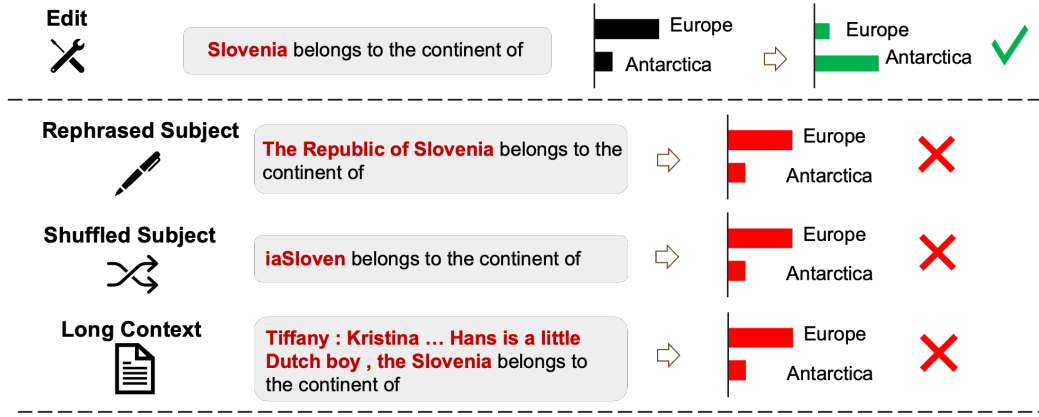 Edit
Slovenia belongs to the continent of
Europe
Antarctica
Europe
Antarctica
Rephrased Subject
The Republic of Slovenia belongs to the
continent of
Europe
Antarctica
Shuffled Subject
iaSloven belongs to the continent of
Europe
Antarctica
Long Context
Tiffany : Kristina … Hans is a little
Dutch boy , the Slovenia belongs to
the continent of
Europe
Antarctica